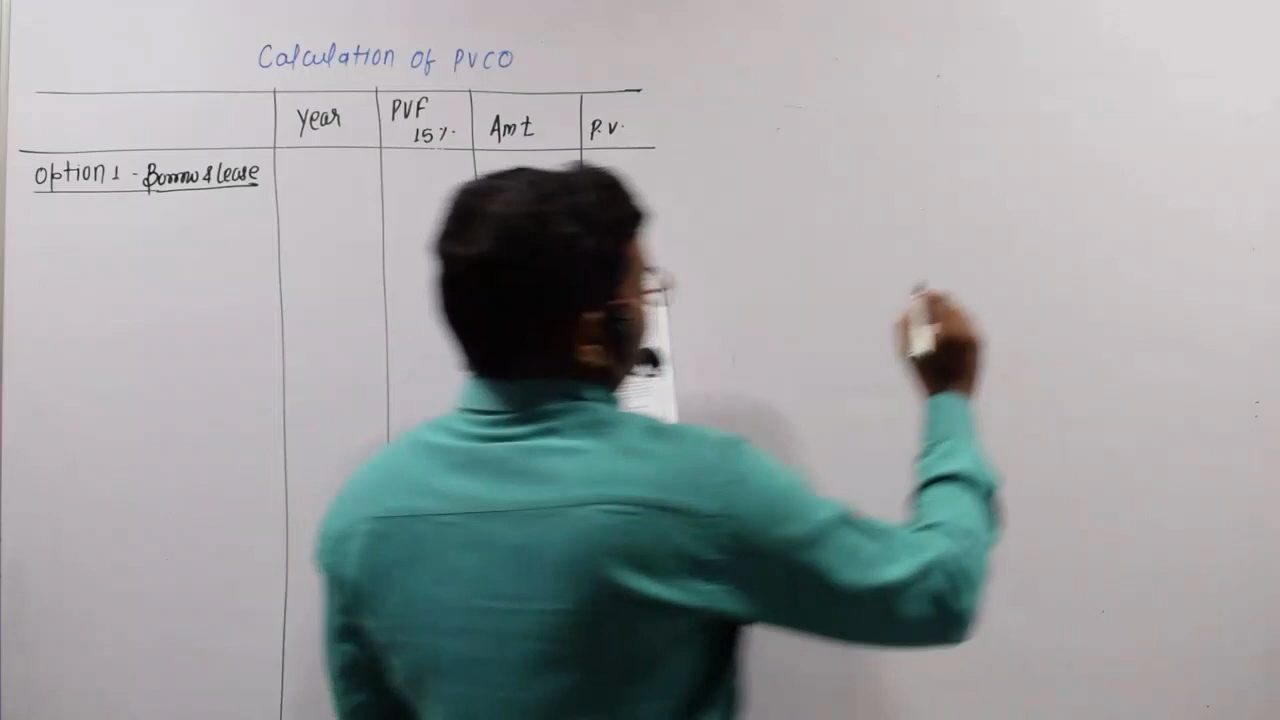 Calculation of PVCO
Year
PVF
15%.
Amt
P.V.
Option 1 - Borrow & Lease